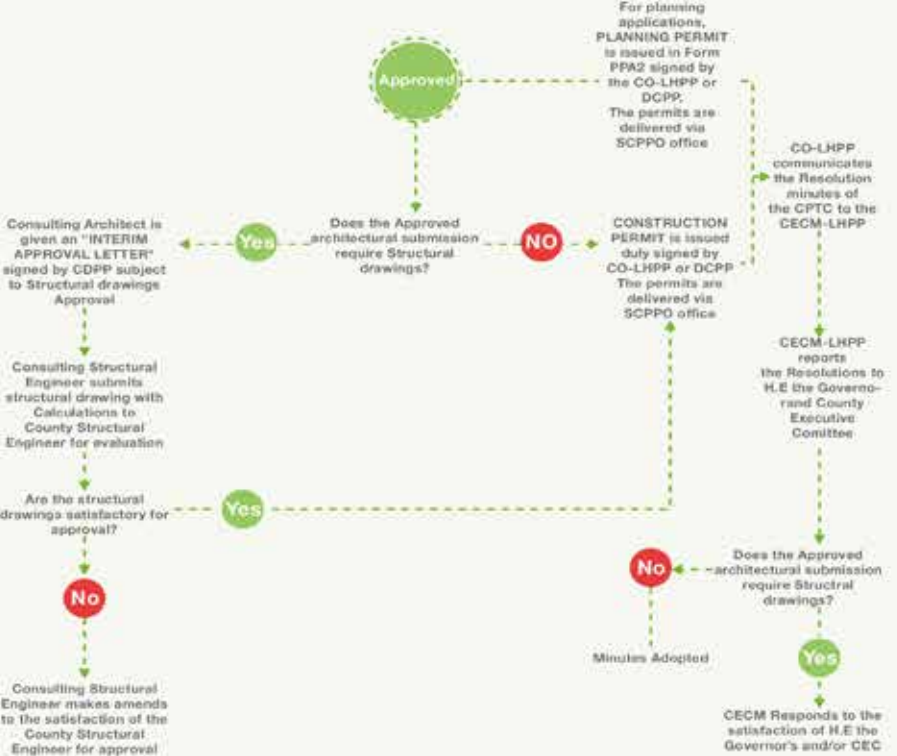 For planning
applications,
PLANNING PERMIT
is issued in Form
PPA2 signed by
the CO-LHPP or
DCPP.
The permits are
delivered via
SCPPO office
Approved
CO-LHPP
communicates
the Resolution
minutes of
the CPTC to the
CECM-LHPP
Does the Approved
architectural submission
require Structural
drawings?
Yes
NO
Consulting Architect is
given an "INTERIM
APPROVAL LETTER"
signed by CDPP subject
to Structural drawings
Approval
CONSTRUCTION
PERMIT is issued
duly signed by
CO-LHPP or DCPP
The permits are
delivered via
SCPPO office
Consulting Structural
Engineer submits
structural drawing with
Calculations to
County Structural
Engineer for evaluation
CECM-LHPP
reports
the Resolutions to
H.E the Governo-
rand County
Executive
Comittee
Are the structural
drawings satisfactory for
approval?
Yes
No
Consulting Structural
Engineer makes amends
to the satisfaction of the
County Structural
Engineer for approval
Does the Approved
architectural submission
require Structral
drawings?
No
Minutes Adopted
Yes
CECM Responds to the
satisfaction of H.E the
Governor's and/or CEC